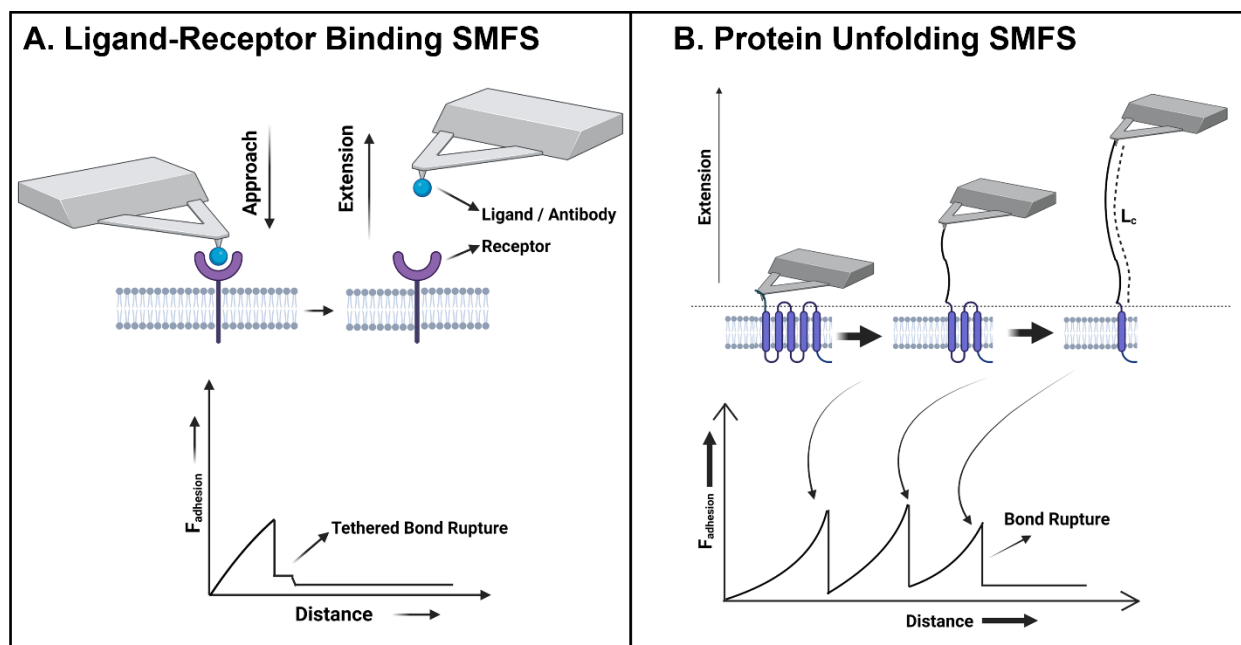 A. Ligand-Receptor Binding SMFS
Approach
Extension
Ligand / Antibody
Receptor
Fadhesion
Tethered Bond Rupture
Distance
B. Protein Unfolding SMFS
Extension
Lc
Fadhesion
Bond Rupture
Distance